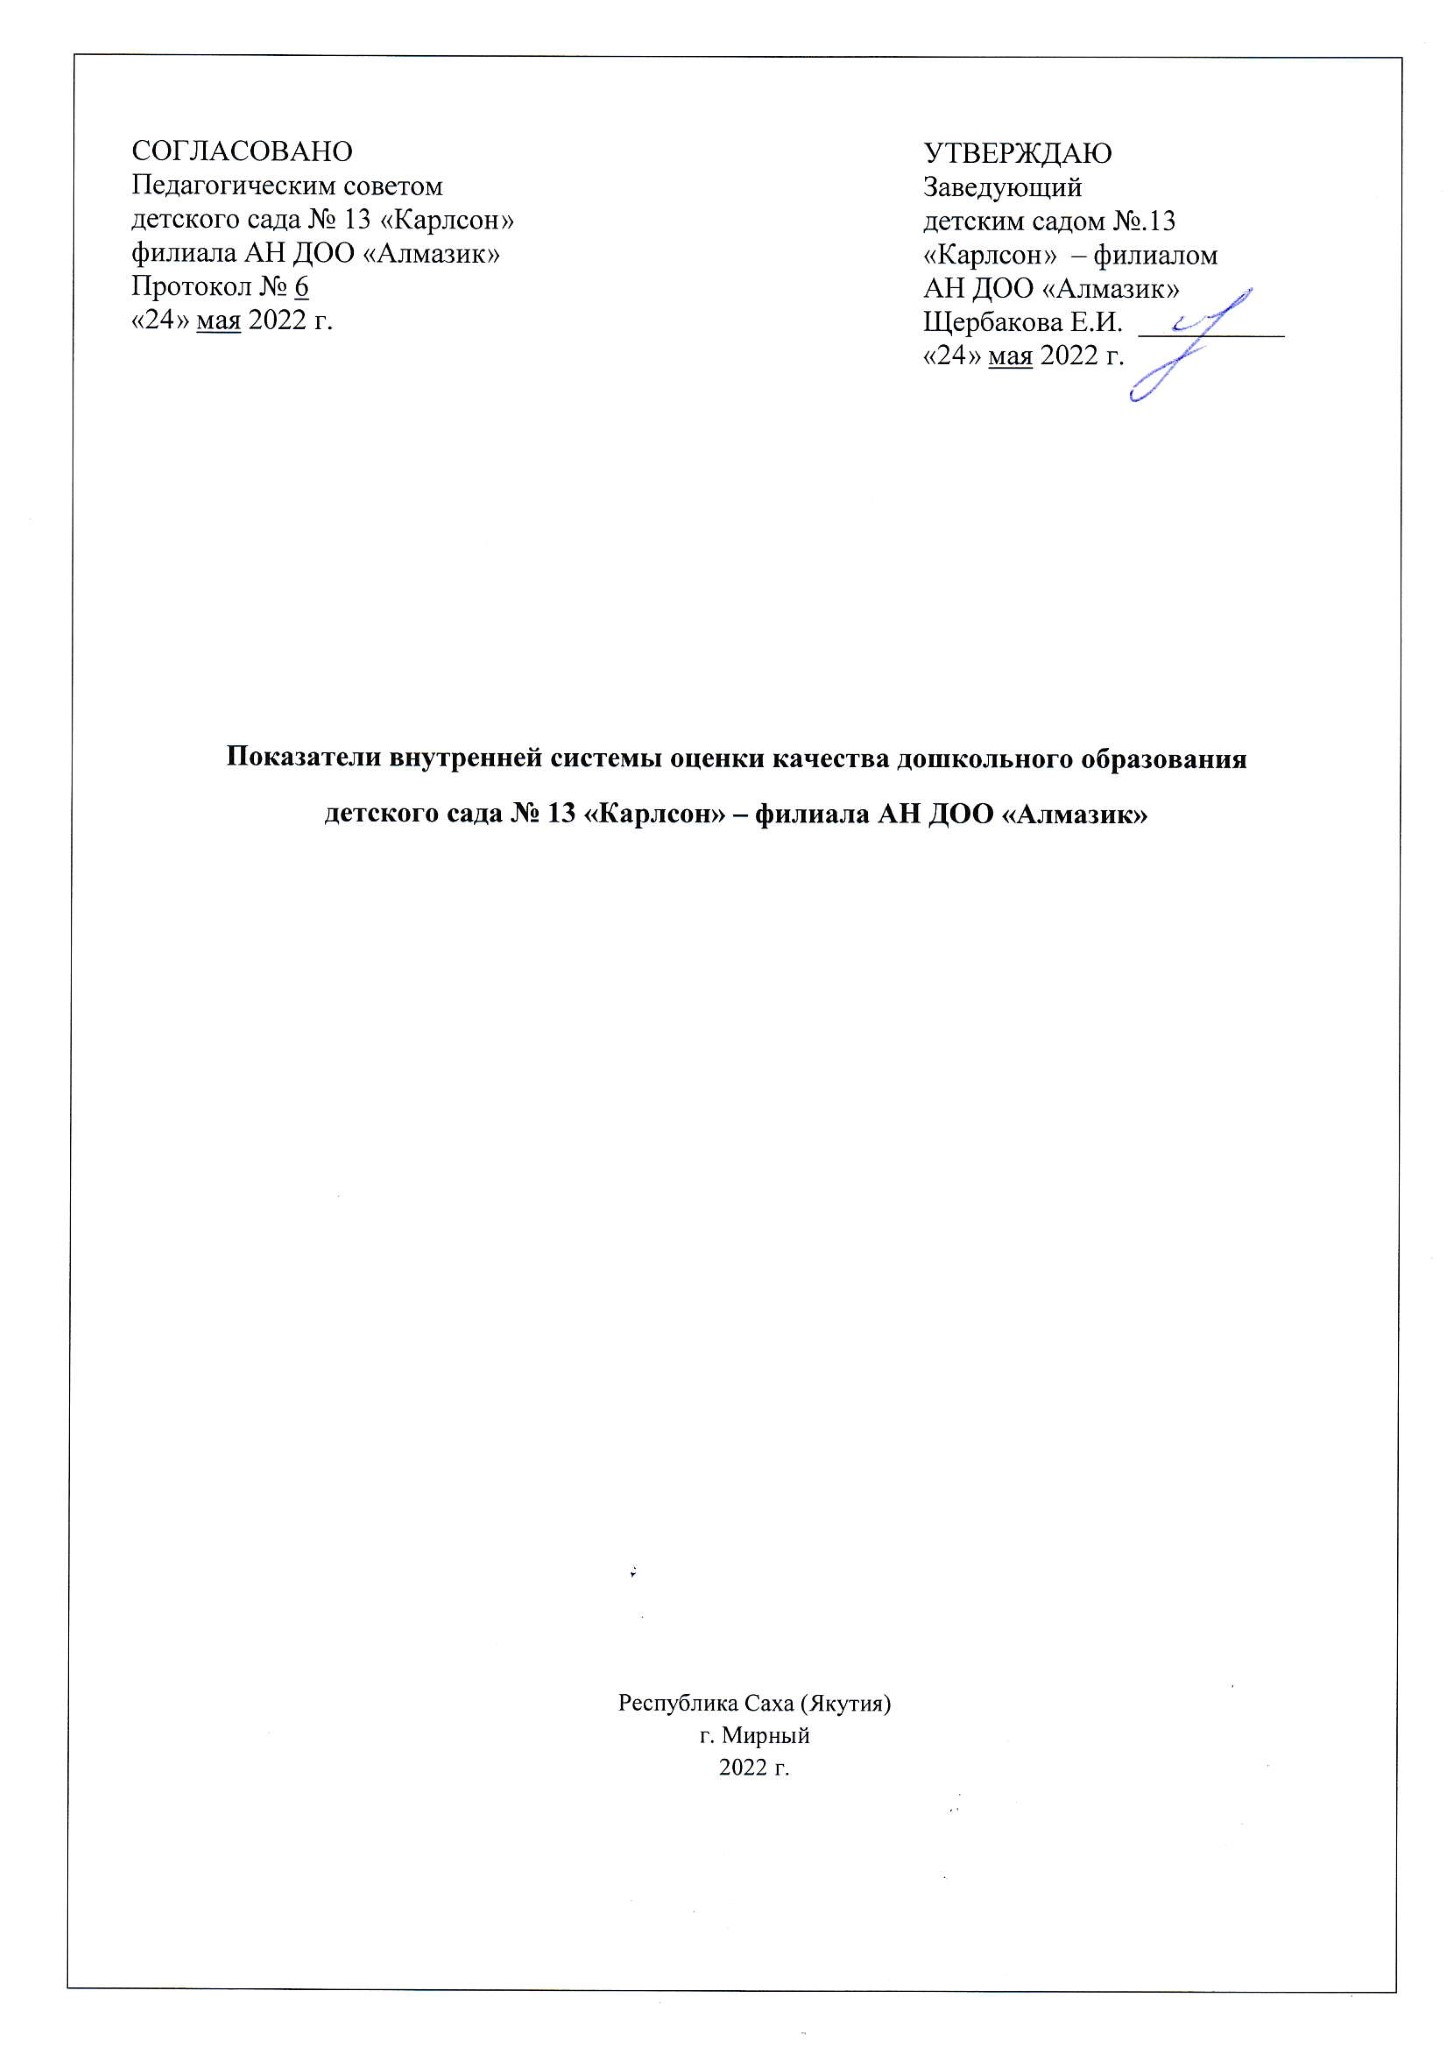 СОГЛАСОВАНО
Педагогическим советом
детского сада № 13 «Карлсон»
филиала АН ДОО «Алмазик»
Протокол № 6
«24» мая 2022 г.
УТВЕРЖДАЮ
Заведующий
детским садом №.13
«Карлсон» – филиалом
АН ДОО «Алмазик»
Щербакова Е.И. ___________
«24» мая 2022 г.
Показатели внутренней системы оценки качества дошкольного образования
детского сада № 13 «Карлсон» – филиала АН ДОО «Алмазик»
Республика Саха (Якутия)
г. Мирный
2022 г.